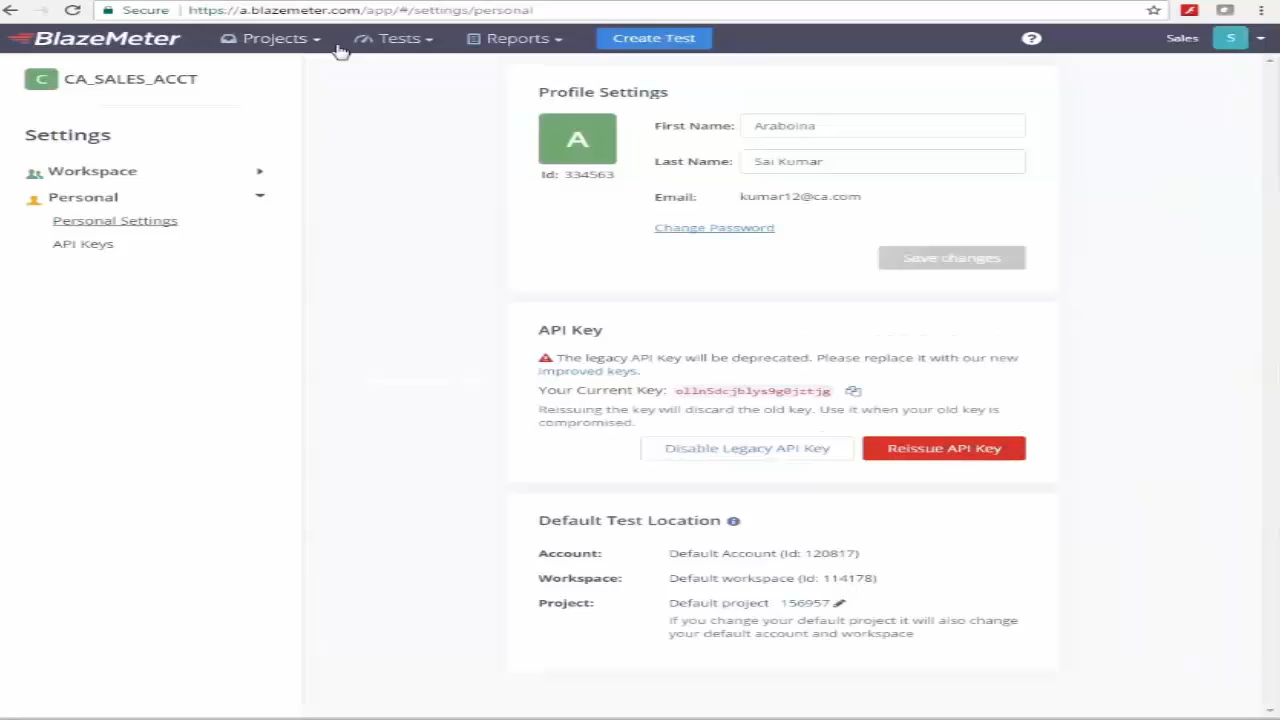 Secure
https://a.blazemeter.com/app/#/settings/personal
BlazeMeter
Projects
Tests
Reports
Create Test
?
Sales
S
C
CA_SALES_ACCT
Settings
Workspace
Personal
Personal Settings
API Keys
Profile Settings
A
Id: 334563
First Name:
Araboina
Last Name:
Sai Kumar
Email:
kumar12@ca.com
Change Password
Save changes
API Key
The legacy API Key will be deprecated. Please replace it with our new
improved keys.
Your Current Key:
Reissuing the key will discard the old key. Use it when your old key is
compromised.
Disable Legacy API Key
Reissue API Key
Default Test Location
Account:
Default Account (Id: 120817)
Workspace:
Default workspace (Id: 114178)
Project:
Default project 156957
If you change your default project it will also change
your default account and workspace